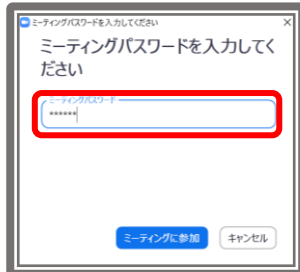 ミーティングパスワードを入力してください
ミーティングパスワードを入力してく
ださい
ミーティングパスワード
******
ミーティングに参加
キャンセル